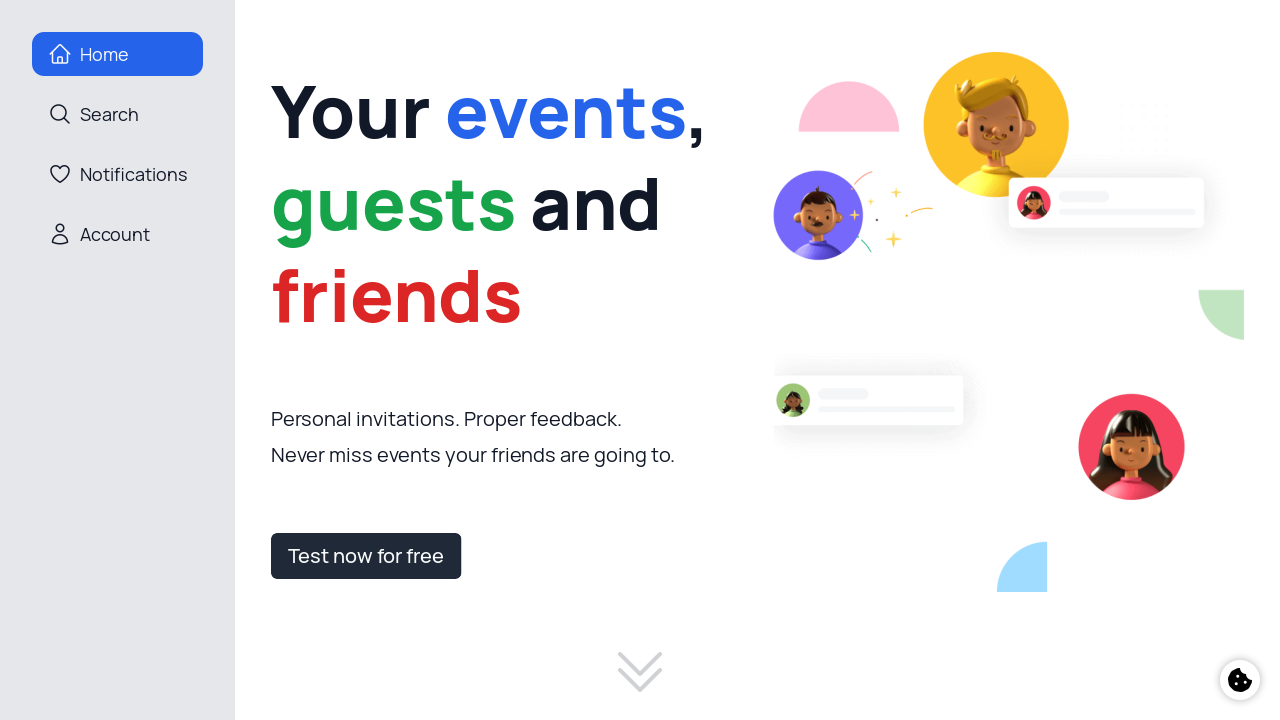 Home
Search
Notifications
Account
Your events,
guests and
friends
Personal invitations. Proper feedback.
Never miss events your friends are going to.
Test now for free